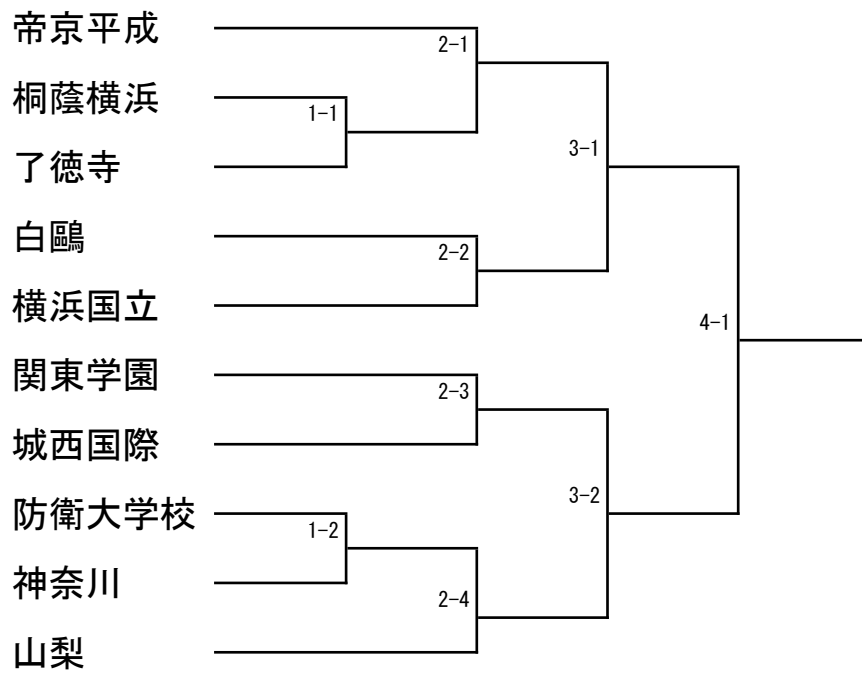 帝京平成
2-1
桐蔭横浜
1-1
3-1
了徳寺
白鷗
2-2
横浜国立
4-1
関東学園
2-3
城西国際
3-2
防衛大学校
1-2
神奈川
2-4
山梨